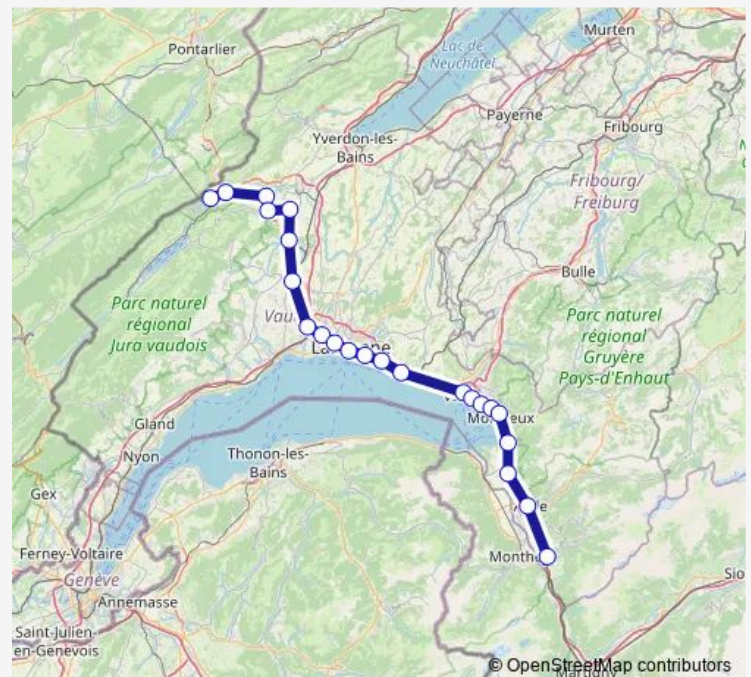 Pontarlier
Lac de
Neuchâtel
Murten
Yverdon-les-
Bains
Payerne
Fribourg
Fribourg/
Freiburg
Bulle
Parc naturel
régional
Jura vaudois
Parc naturel
régional
Gruyère
Pays-d'Enhaut
Gland
Nyon
Thonon-les-
Bains
Gex
Ferney-Voltaire
Genève
Annemasse
Saint-Julien-
en-Genevois
Sio
© OpenStreetMap contributors
Martigny